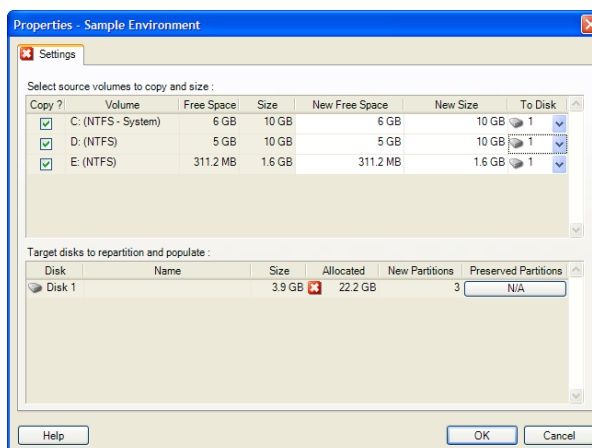 Properties - Sample Environment
Settings
Select source volumes to copy and size :
Copy ? Volume Free Space Size New Free Space New Size To Disk
C: (NTFS - System) 6 GB 10 GB 6 GB 10 GB 1
D: (NTFS) 5 GB 10 GB 5 GB 10 GB 1
E: (NTFS) 311.2 MB 1.6 GB 311.2 MB 1.6 GB 1
Target disks to repartition and populate :
Disk Name Size Allocated New Partitions Preserved Partitions
Disk 1 3.9 GB 22.2 GB 3 N/A
Help OK Cancel